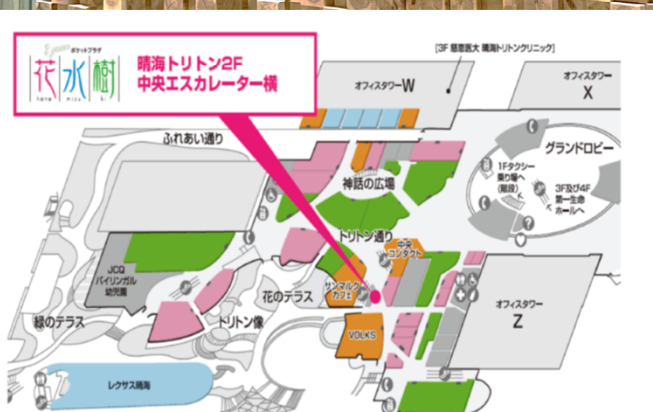 ポケットプラザ
花水樹
hana mizu ki
晴海トリトン2F
中央エスカレーター横
[3F 慈恵医大 晴海トリトンクリニック]
オフィスタワーW
オフィスタワー
X
ふれあい通り
グランドロビー
神話の広場
1Fタクシー
乗り場へ
(階段)
3F及び4F
第一生命
ホールへ
トリトン通り
中央
コンタクト
JCQ
バイリンガル
幼児園
サンマルク
カフェ
花のテラス
緑のテラス
トリトン像
オフィスタワー
Z
VOLKS
レクサス晴海